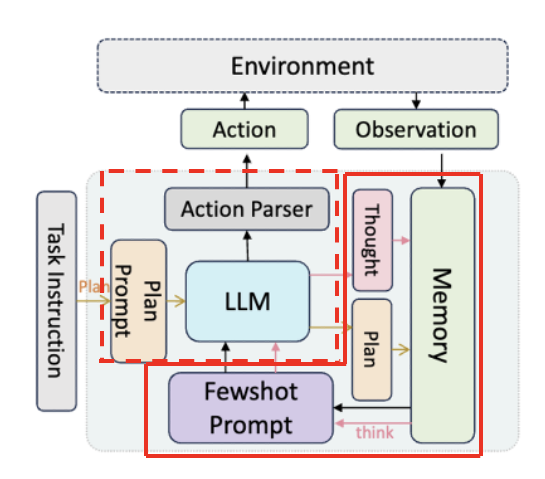 Environment
Action
Observation
Action Parser
Task Instruction
Plan
Plan
Prompt
LLM
Thought
Plan
Memory
Fewshot
Prompt
think